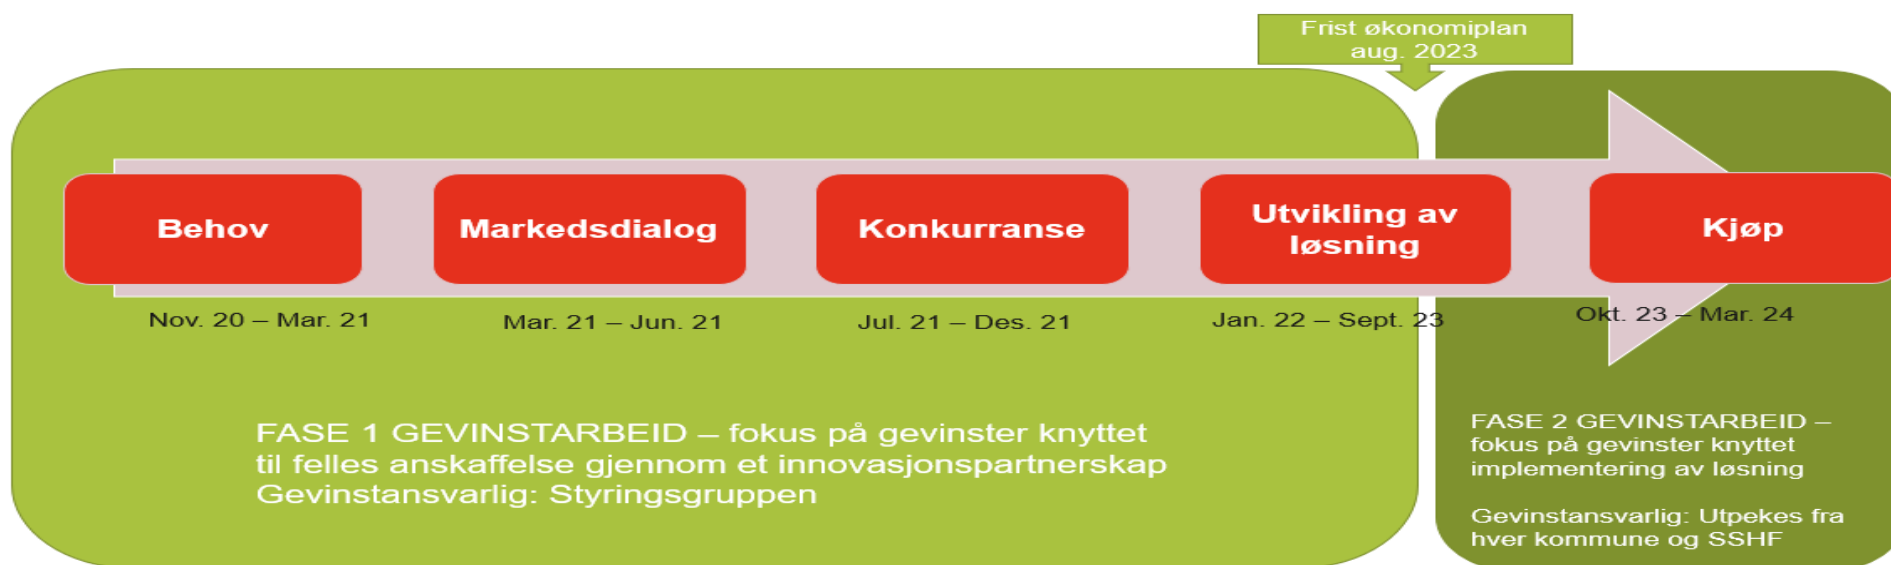 Frist økonomiplan
aug. 2023
Behov
Markedsdialog
Konkurranse
Utvikling av
løsning
Kjøp
Nov. 20 – Mar. 21
Mar. 21 – Jun. 21
Jul. 21 – Des. 21
Jan. 22 – Sept. 23
Okt. 23 – Mar. 24
FASE 1 GEVINSTARBEID – fokus på gevinster knyttet
til felles anskaffelse gjennom et innovasjonspartnerskap
Gevinstansvarlig: Styringsgruppen
FASE 2 GEVINSTARBEID –
fokus på gevinster knyttet
implementering av løsning
Gevinstansvarlig: Utpekes fra
hver kommune og SSHF